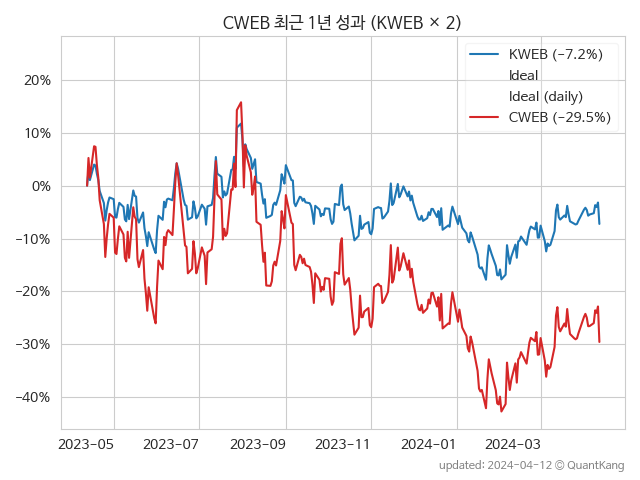 CWEB 최근 1년 성과 (KWEB × 2)
KWEB (−7.2%)
Ideal
Ideal (daily)
CWEB (−29.5%)
20%
10%
0%
−10%
−20%
−30%
−40%
2023-05 2023-07 2023-09 2023-11 2024-01 2024-03
updated: 2024-04-12 © QuantKang